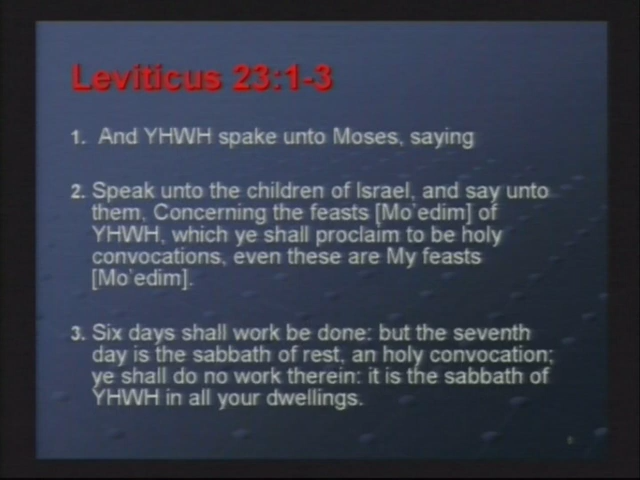 Leviticus 23:1-3
1. And YHWH spake unto Moses, saying
2. Speak unto the children of Israel, and say unto
them, Concerning the feasts [Mo'edim] of
YHWH, which ye shall proclaim to be holy
convocations, even these are My feasts
[Mo'edim].
3. Six days shall work be done: but the seventh
day is the sabbath of rest, an holy convocation;
ye shall do no work therein: it is the sabbath of
YHWH in all your dwellings.